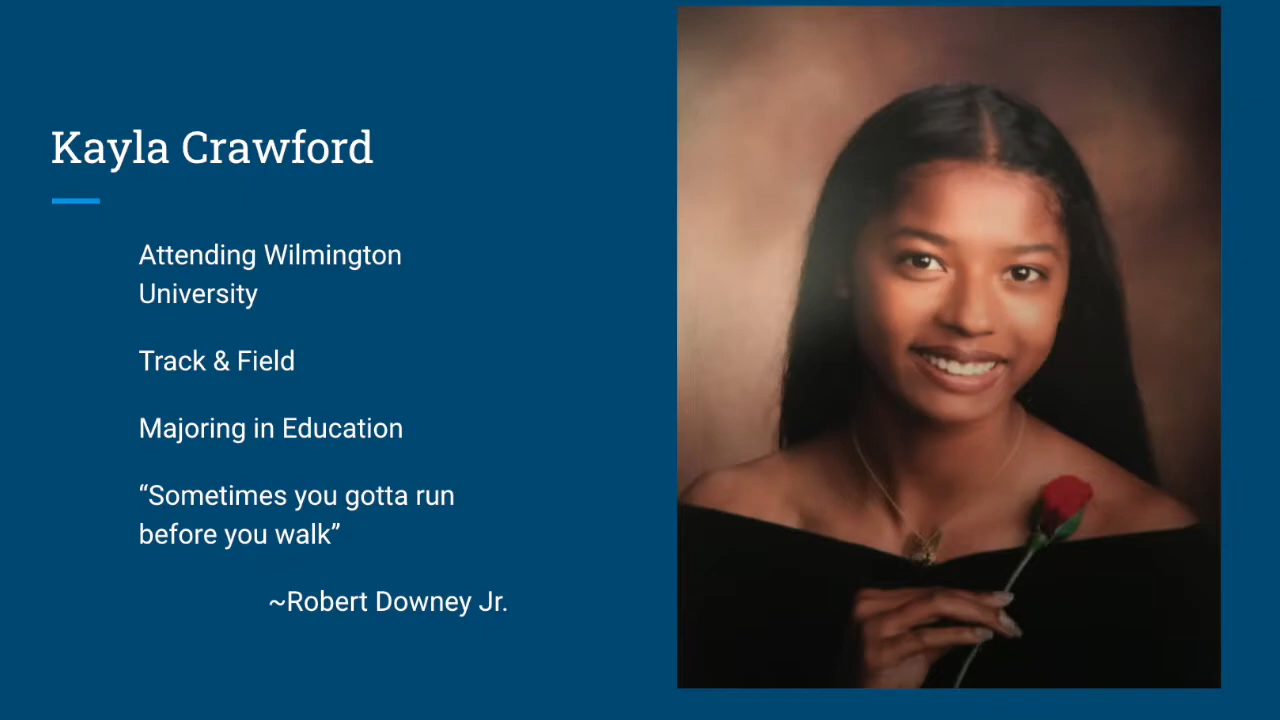 Kayla Crawford
Attending Wilmington
University
Track & Field
Majoring in Education
“Sometimes you gotta run
before you walk”
~Robert Downey Jr.